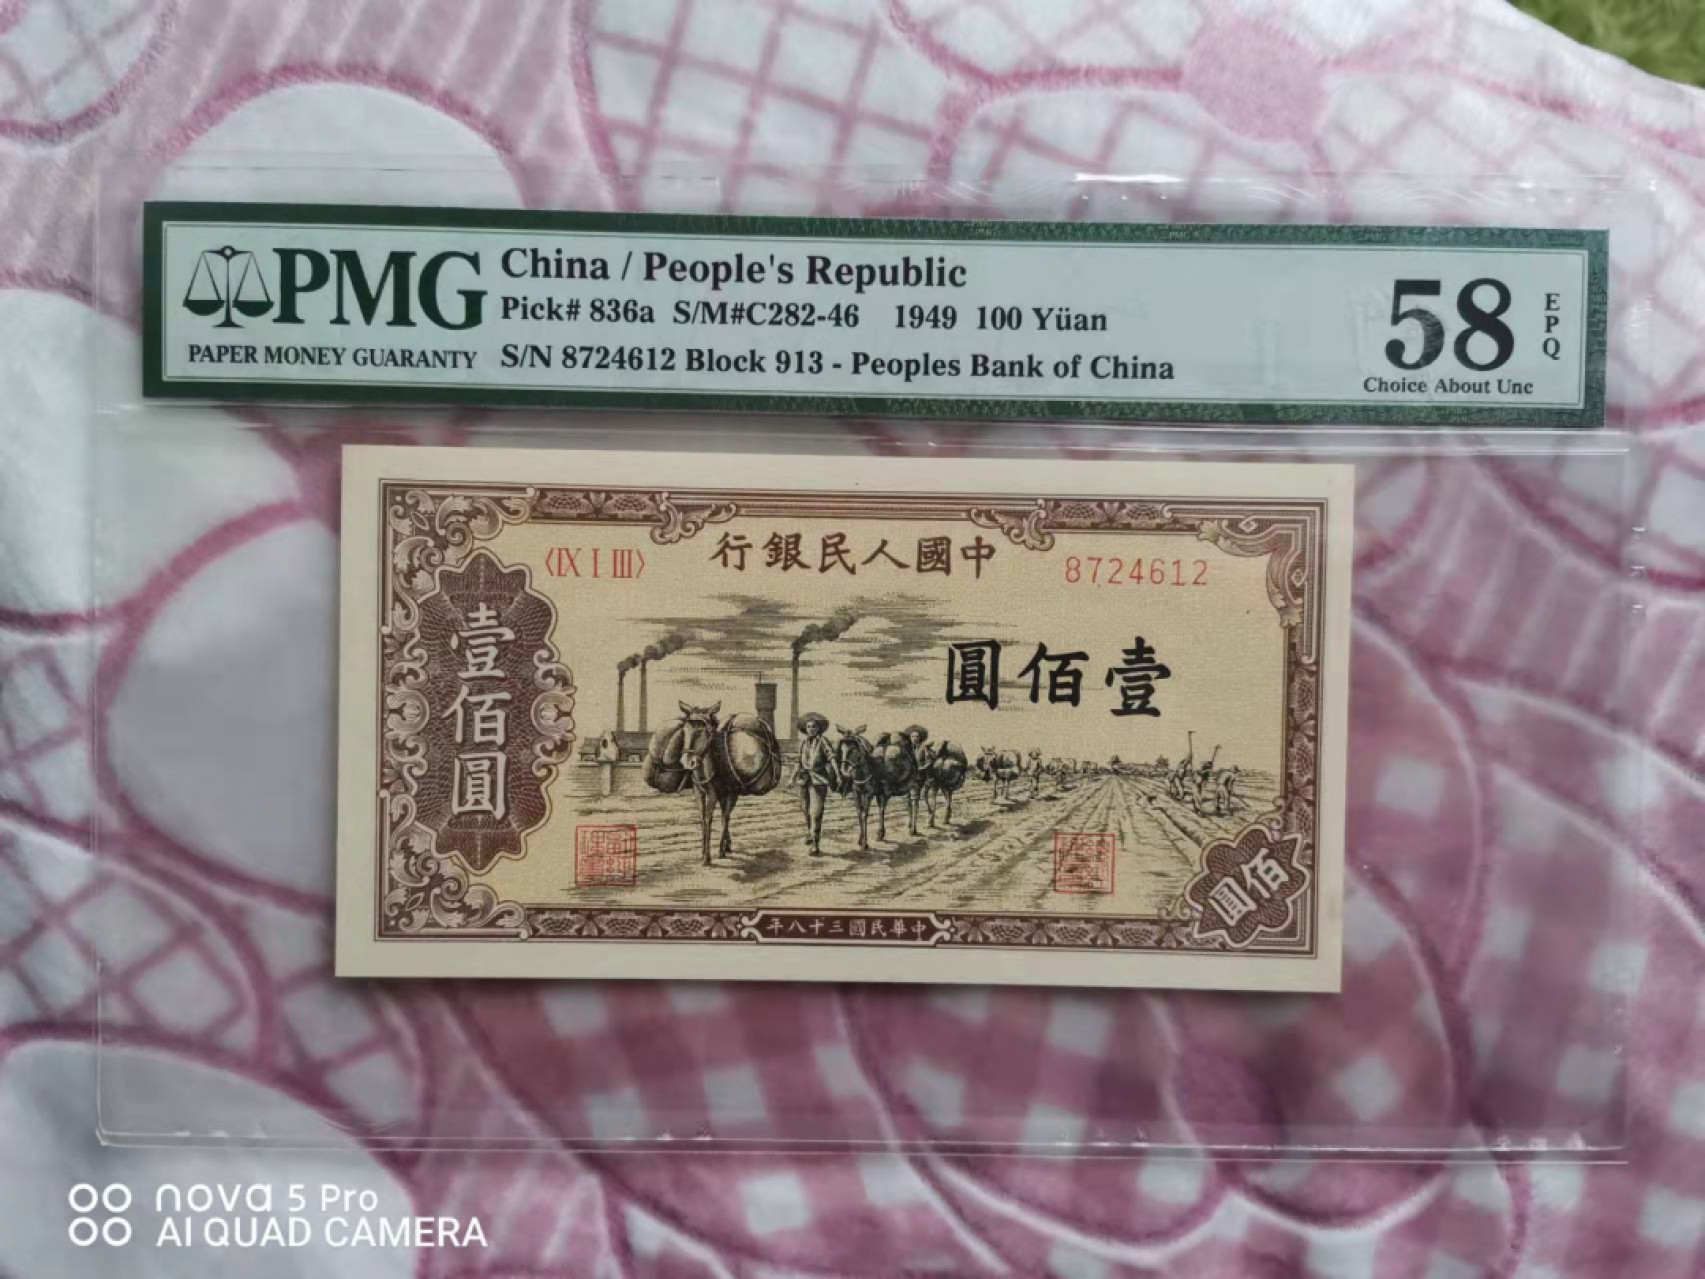 PMG
PAPER MONEY GUARANTY
China / People's Republic
Pick# 836a S/M#C282-46 1949 100 Yüan
S/N 8724612 Block 913 - Peoples Bank of China
58
EPQ
Choice About Unc
〈IX I III〉
行銀民人國中
8724612
壹佰圓
圓佰壹
佰圓
年八十三國民華中
nova 5 Pro
AI QUAD CAMERA